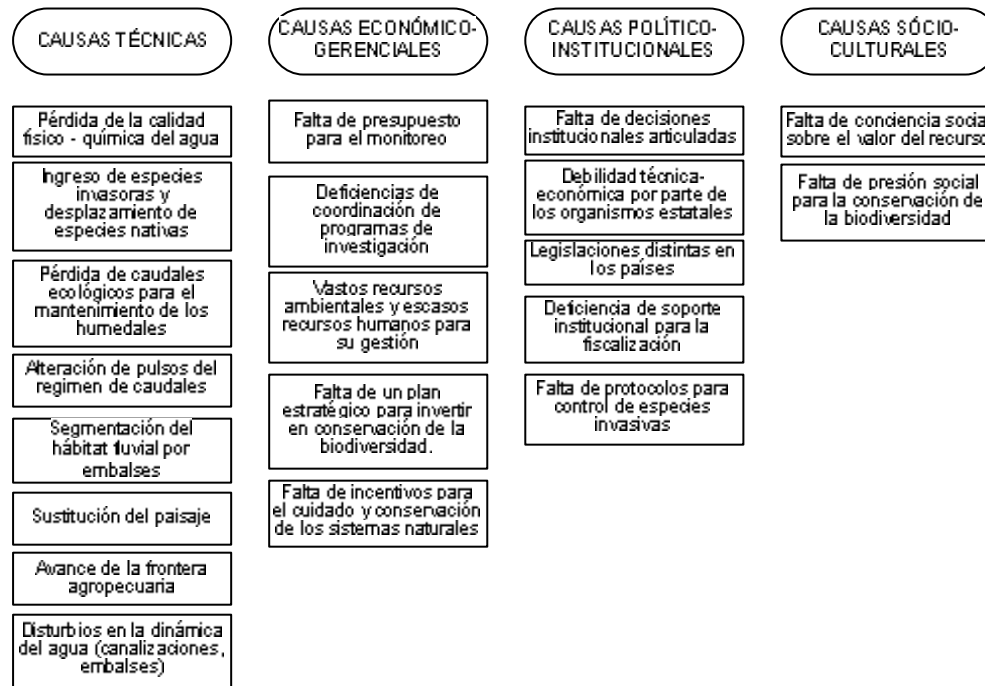 CAUSAS TÉCNICAS
Pérdida de la calidad
físico - química del agua
Ingreso de especies
invasoras y
desplazamiento de
especies nativas
Pérdida de caudales
ecológicos para el
mantenimiento de los
humedales
Alteración de pulsos del
regimen de caudales
Segmentación del
hábitat fluvial por
embalses
Sustitución del paisaje
Avance de la frontera
agropecuaria
Disturbios en la dinámica
del agua (canalizaciones,
embalses)
CAUSAS ECONÓMICO-
GERENCIALES
Falta de presupuesto
para el monitoreo
Deficiencias de
coordinación de
programas de
investigación
Vastos recursos
ambientales y escasos
recursos humanos para
su gestión
Falta de un plan
estratégico para invertir
en conservación de la
biodiversidad.
Falta de incentivos para
el cuidado y conservación
de los sistemas naturales
CAUSAS POLÍTICO-
INSTITUCIONALES
Falta de decisiones
institucionales articuladas
Debilidad técnica-
económica por parte de
los organismos estatales
Legislaciones distintas en
los países
Deficiencia de soporte
institucional para la
fiscalización
Falta de protocolos para
control de especies
invasivas
CAUSAS SÓCIO-
CULTURALES
Falta de conciencia social
sobre el valor del recurso
Falta de presión social
para la conservación de
la biodiversidad